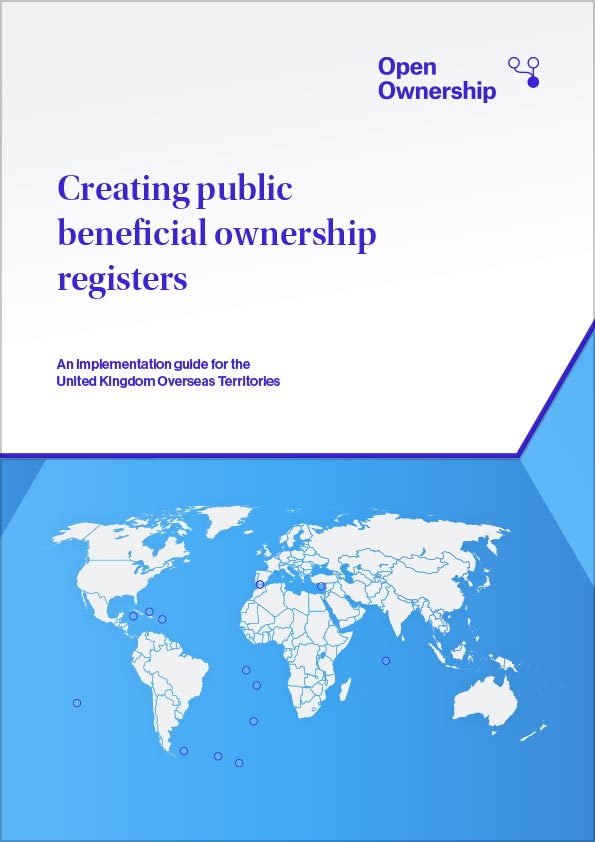 Open
Ownership
Creating public
beneficial ownership
registers
An implementation guide for the
United Kingdom Overseas Territories